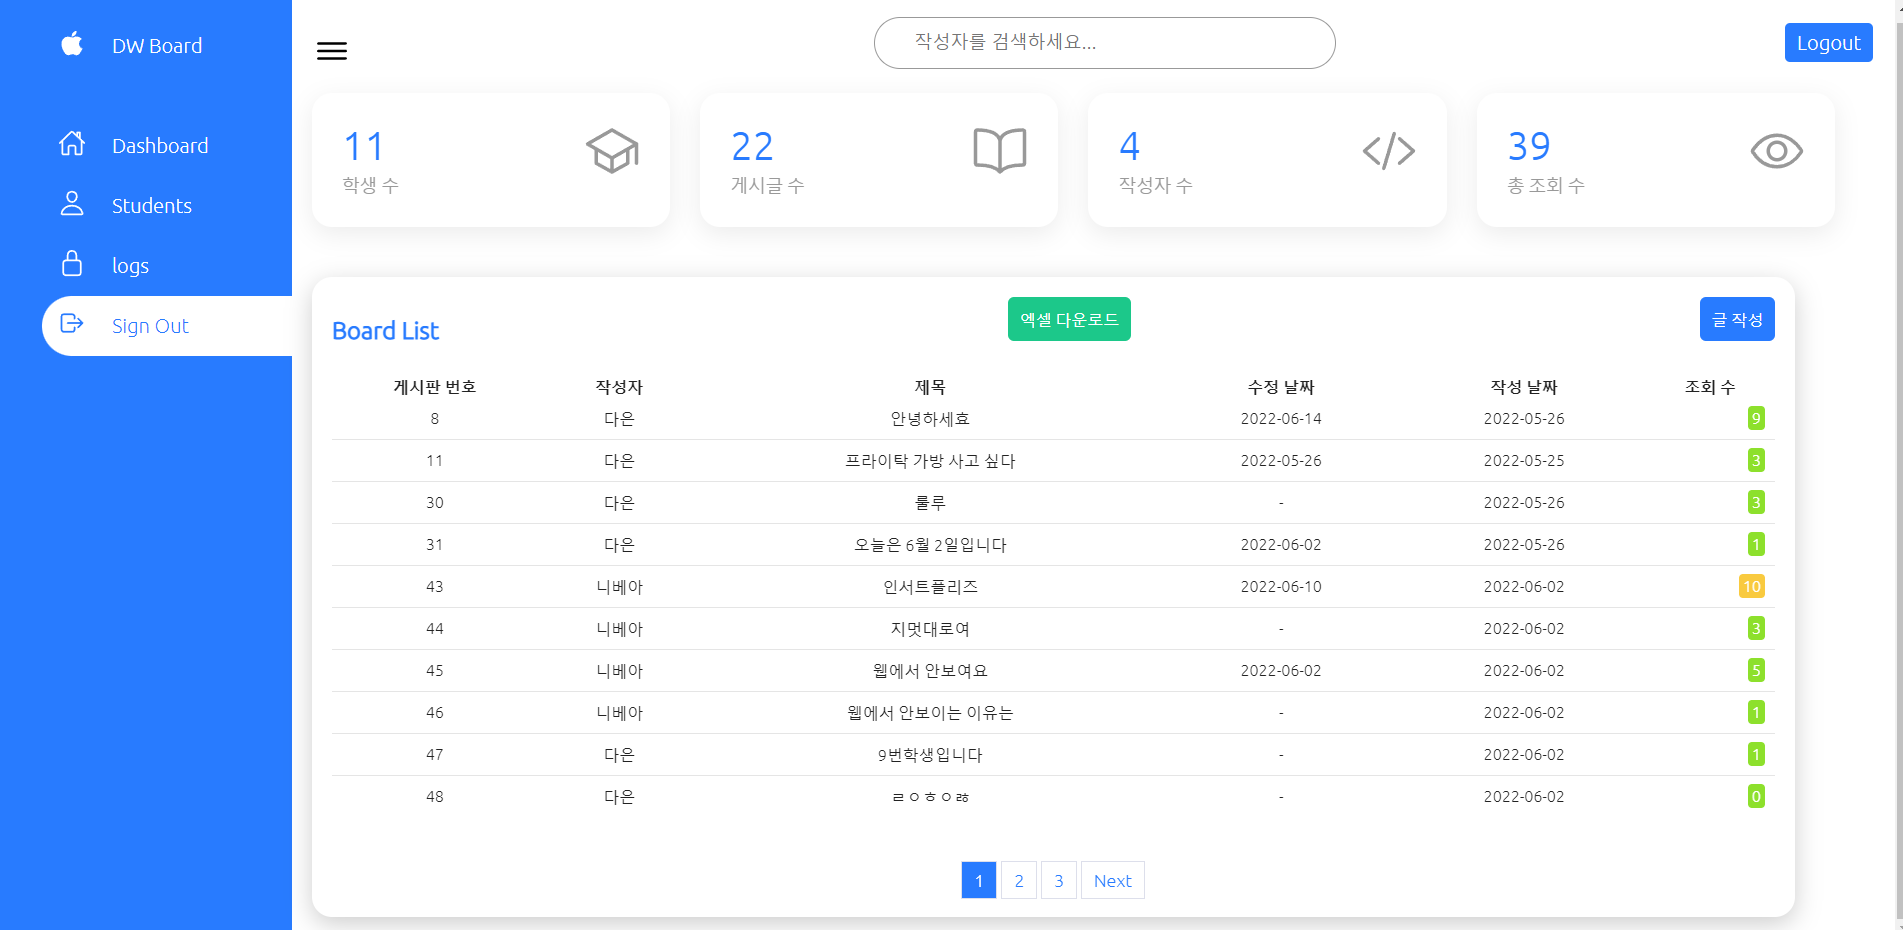 DW Board
Dashboard
Students
logs
Sign Out
작성자를 검색하세요...
Logout
11
학생 수
22
게시글 수
4
작성자 수
39
총 조회 수
Board List
엑셀 다운로드
글 작성
게시판 번호 작성자 제목 수정 날짜 작성 날짜 조회 수
8 다은 안녕하세효 2022-06-14 2022-05-26 9
11 다은 프라이탁 가방 사고 싶다 2022-05-26 2022-05-25 3
30 다은 룰루 - 2022-05-26 3
31 다은 오늘은 6월 2일입니다 2022-06-02 2022-05-26 1
43 니베아 인서트플리즈 2022-06-10 2022-06-02 10
44 니베아 지멋대로여 - 2022-06-02 3
45 니베아 웹에서 안보여요 2022-06-02 2022-06-02 5
46 니베아 웹에서 안보이는 이유는 - 2022-06-02 1
47 다은 9번학생입니다 - 2022-06-02 1
48 다은 ㄹㅇㅎㅇㅀ - 2022-06-02 0
1 2 3 Next